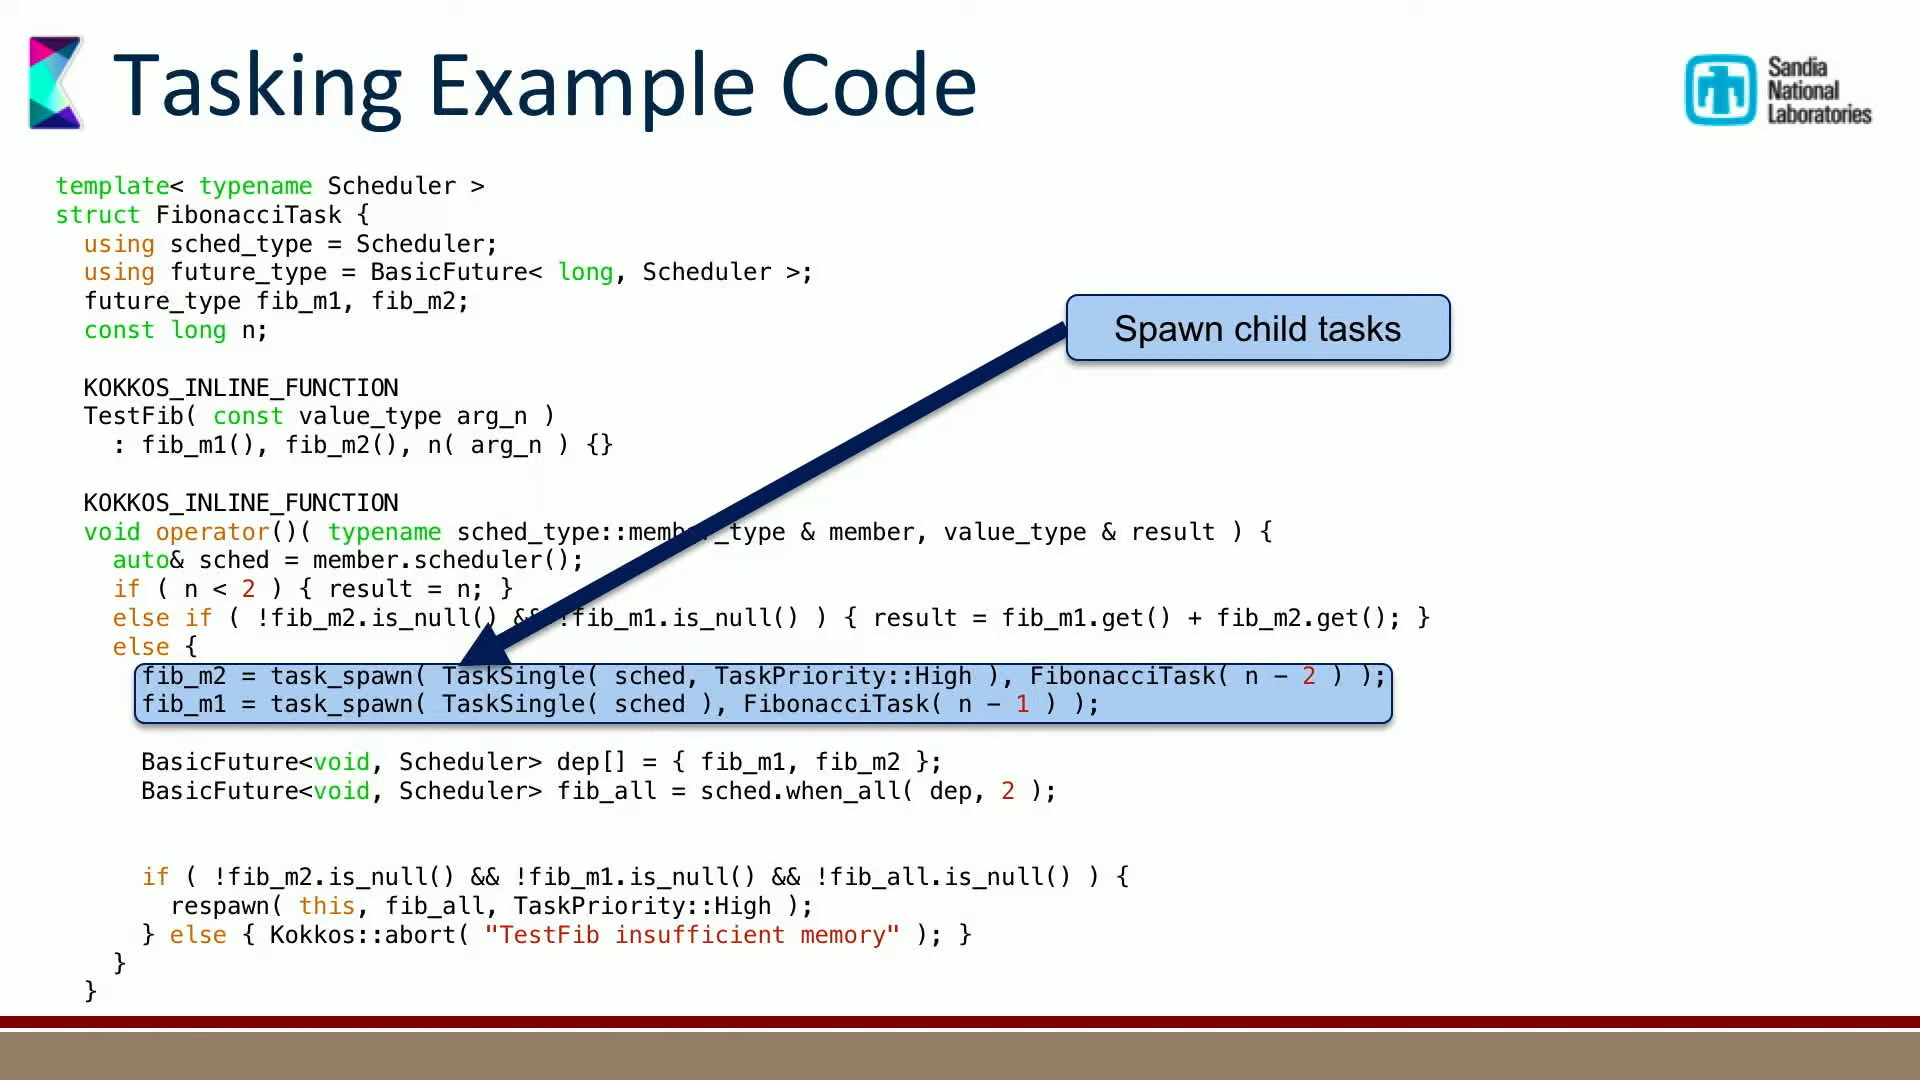 Tasking Example Code
Sandia
National
Laboratories
template< typename Scheduler >
struct FibonacciTask {
  using sched_type = Scheduler;
  using future_type = BasicFuture< long, Scheduler >;
  future_type fib_m1, fib_m2;
  const long n;
Spawn child tasks
  KOKKOS_INLINE_FUNCTION
  TestFib( const value_type arg_n )
    : fib_m1(), fib_m2(), n( arg_n ) {}
  KOKKOS_INLINE_FUNCTION
  void operator()( typename sched_type::member_type & member, value_type & result ) {
    auto& sched = member.scheduler();
    if ( n < 2 ) { result = n; }
    else if ( !fib_m2.is_null() && !fib_m1.is_null() ) { result = fib_m1.get() + fib_m2.get(); }
    else {
      fib_m2 = task_spawn( TaskSingle( sched, TaskPriority::High ), FibonacciTask( n - 2 ) );
      fib_m1 = task_spawn( TaskSingle( sched ), FibonacciTask( n - 1 ) );
      BasicFuture<void, Scheduler> dep[] = { fib_m1, fib_m2 };
      BasicFuture<void, Scheduler> fib_all = sched.when_all( dep, 2 );
      if ( !fib_m2.is_null() && !fib_m1.is_null() && !fib_all.is_null() ) {
        respawn( this, fib_all, TaskPriority::High );
      } else { Kokkos::abort( "TestFib insufficient memory" ); }
    }
  }